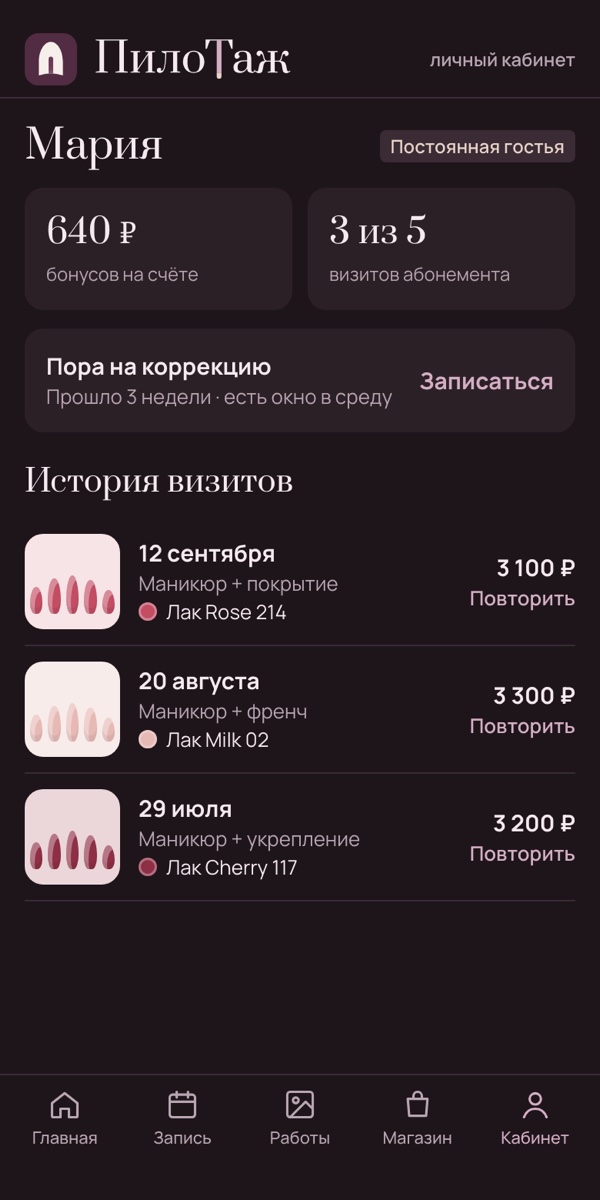 ПилоТаж
личный кабинет
Мария
Постоянная гостья
640 ₽
бонусов на счёте
3 из 5
визитов абонемента
Пора на коррекцию
Прошло 3 недели · есть окно в среду
Записаться
История визитов
12 сентября
Маникюр + покрытие
Лак Rose 214
3 100 ₽
Повторить
20 августа
Маникюр + френч
Лак Milk 02
3 300 ₽
Повторить
29 июля
Маникюр + укрепление
Лак Cherry 117
3 200 ₽
Повторить
Главная
Запись
Работы
Магазин
Кабинет